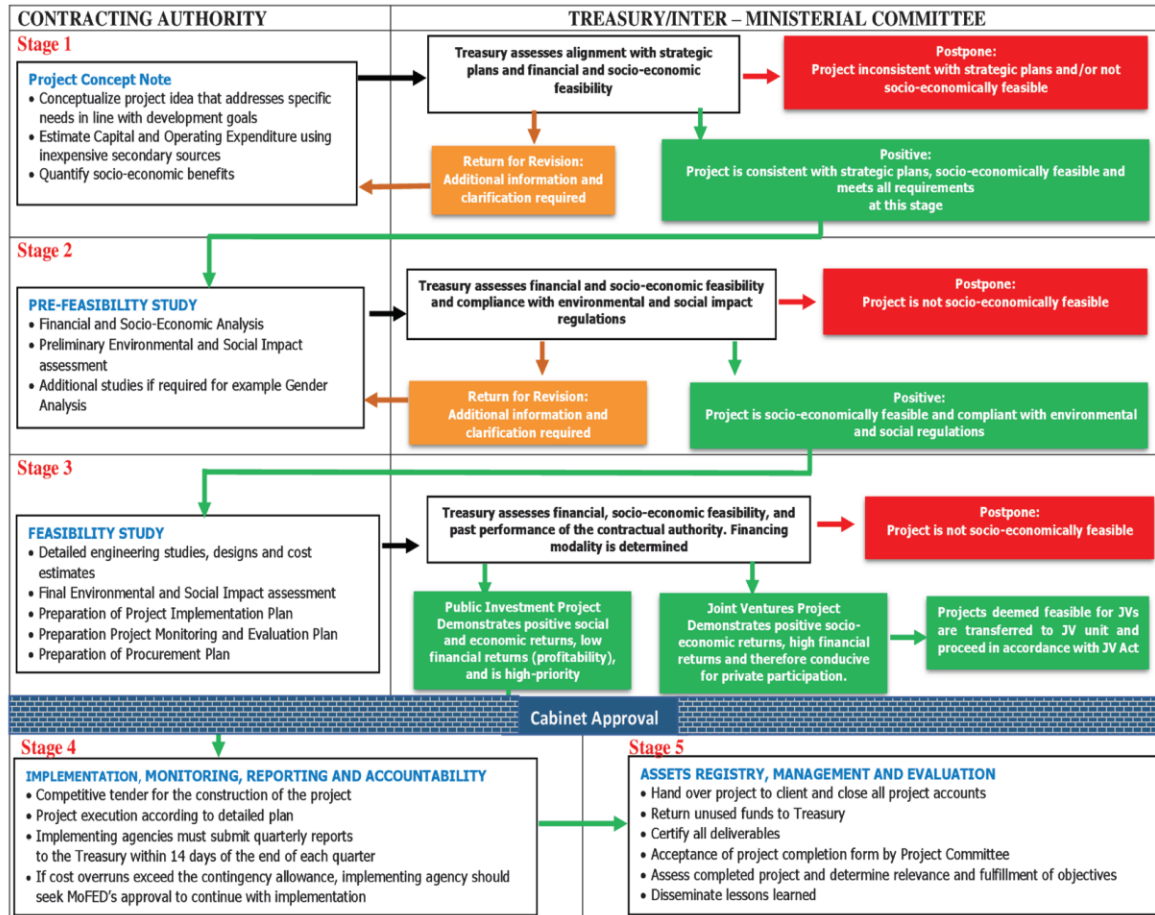 CONTRACTING AUTHORITY
TREASURY/INTER – MINISTERIAL COMMITTEE
Stage 1
Project Concept Note
• Conceptualize project idea that addresses specific
needs in line with development goals
• Estimate Capital and Operating Expenditure using
inexpensive secondary sources
• Quantify socio-economic benefits
Treasury assesses alignment with strategic
plans and financial and socio-economic
feasibility
Postpone:
Project inconsistent with strategic plans and/or not
socio-economically feasible
Return for Revision:
Additional information and
clarification required
Positive:
Project is consistent with strategic plans, socio-economically feasible and
meets all requirements
at this stage
Stage 2
PRE-FEASIBILITY STUDY
• Financial and Socio-Economic Analysis
• Preliminary Environmental and Social Impact
assessment
• Additional studies if required for example Gender
Analysis
Treasury assesses financial and socio-economic feasibility
and compliance with environmental and social impact
regulations
Postpone:
Project is not socio-economically feasible
Return for Revision:
Additional information and
clarification required
Positive:
Project is socio-economically feasible and compliant with environmental
and social regulations
Stage 3
FEASIBILITY STUDY
• Detailed engineering studies, designs and cost
estimates
• Final Environmental and Social Impact assessment
• Preparation of Project Implementation Plan
• Preparation Project Monitoring and Evaluation Plan
• Preparation of Procurement Plan
Treasury assesses financial, socio-economic feasibility, and
past performance of the contractual authority. Financing
modality is determined
Postpone:
Project is not socio-economically feasible
Public Investment Project
Demonstrates positive social
and economic returns, low
financial returns (profitability),
and is high-priority
Joint Ventures Project
Demonstrates positive socio-
economic returns, high financial
returns and therefore conducive
for private participation.
Projects deemed feasible for JVs
are transferred to JV unit and
proceed in accordance with JV Act
Cabinet Approval
Stage 4
IMPLEMENTATION, MONITORING, REPORTING AND ACCOUNTABILITY
• Competitive tender for the construction of the project
• Project execution according to detailed plan
• Implementing agencies must submit quarterly reports
to the Treasury within 14 days of the end of each quarter
• If cost overruns exceed the contingency allowance, implementing agency should
seek MoFED's approval to continue with implementation
Stage 5
ASSETS REGISTRY, MANAGEMENT AND EVALUATION
• Hand over project to client and close all project accounts
• Return unused funds to Treasury
• Certify all deliverables
• Acceptance of project completion form by Project Committee
• Assess completed project and determine relevance and fulfillment of objectives
• Disseminate lessons learned